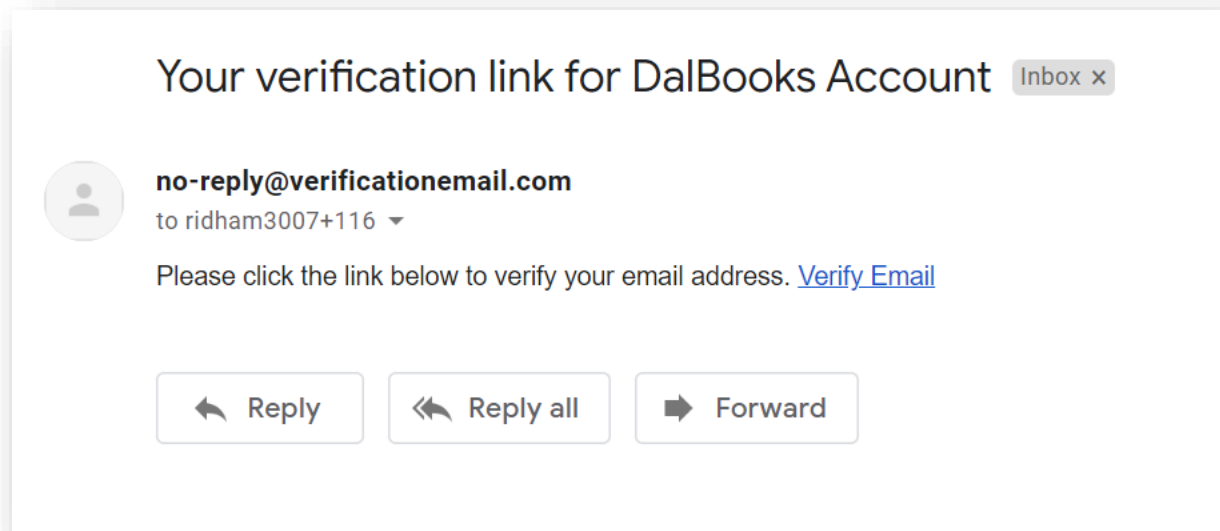 Your verification link for DalBooks Account Inbox ×
no-reply@verificationemail.com
to ridham3007+116
Please click the link below to verify your email address. Verify Email
Reply Reply all Forward